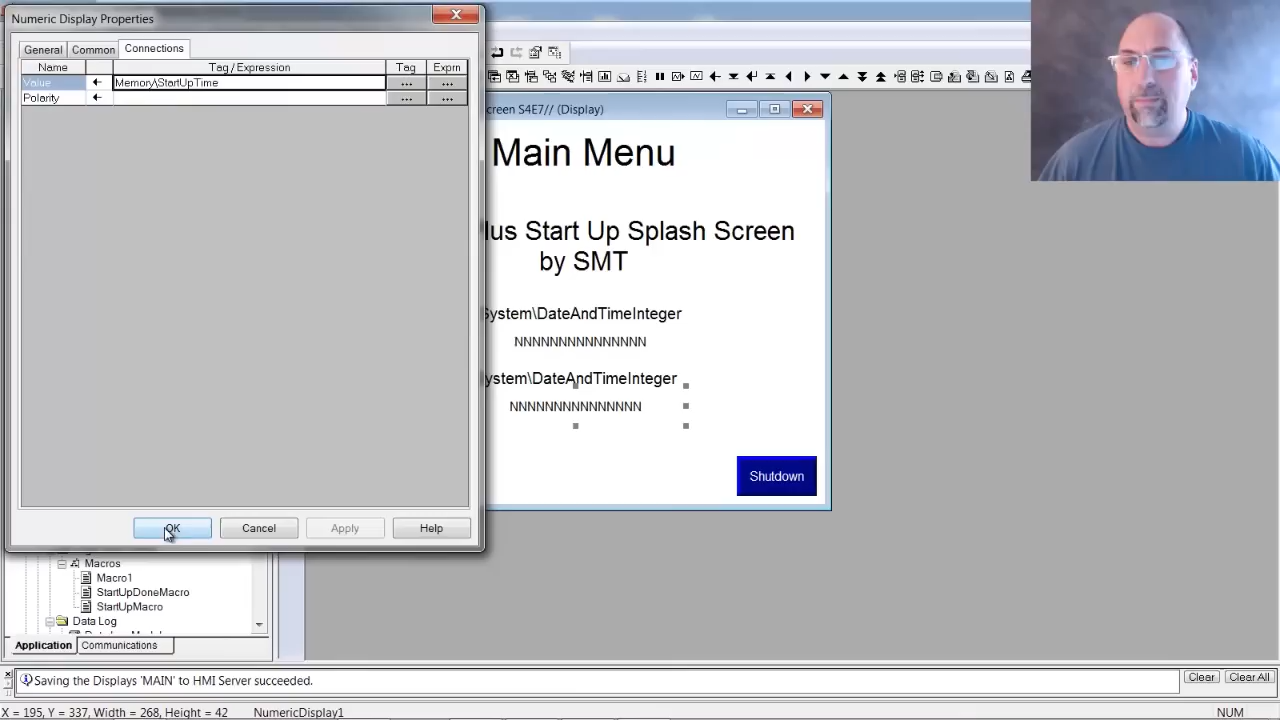 Numeric Display Properties
General Common Connections
Name Tag / Expression Tag Exprn
Value Memory\StartUpTime ... ...
Polarity ... ...
OK Cancel Apply Help
creen S4E7// (Display)
Main Menu
lus Start Up Splash Screen
by SMT
System\DateAndTimeInteger
NNNNNNNNNNNNNNN
ystem\DateAndTimeInteger
NNNNNNNNNNNNNNN
Shutdown
Macros
Macro1
StartUpDoneMacro
StartUpMacro
Data Log
Application Communications
Saving the Displays 'MAIN' to HMI Server succeeded.
Clear Clear All
X = 195, Y = 337, Width = 268, Height = 42 NumericDisplay1 NUM